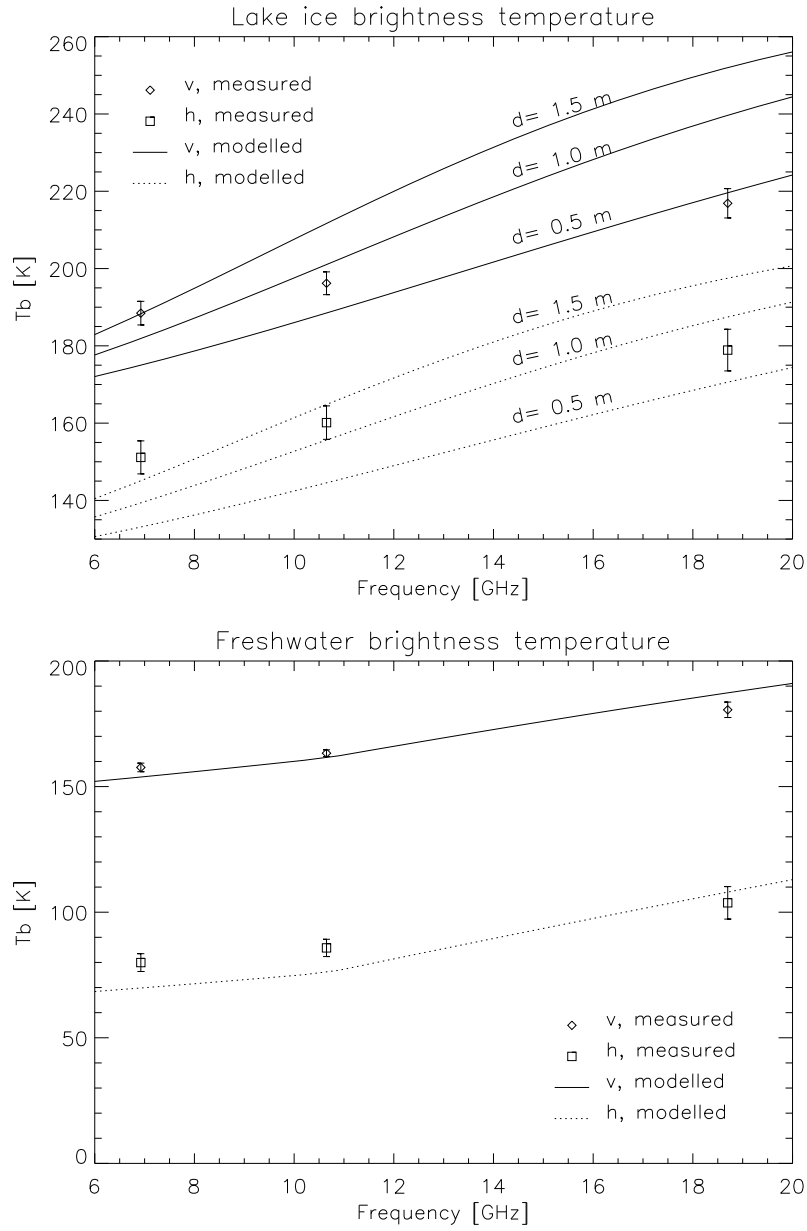 Lake ice brightness temperature
260
240
220
200
180
160
140
Tb [K]
v, measured
h, measured
v, modelled
h, modelled
d= 1.5 m
d= 1.0 m
d= 0.5 m
d= 1.5 m
d= 1.0 m
d= 0.5 m
6 8 10 12 14 16 18 20
Frequency [GHz]
Freshwater brightness temperature
200
150
100
50
0
Tb [K]
v, measured
h, measured
v, modelled
h, modelled
6 8 10 12 14 16 18 20
Frequency [GHz]